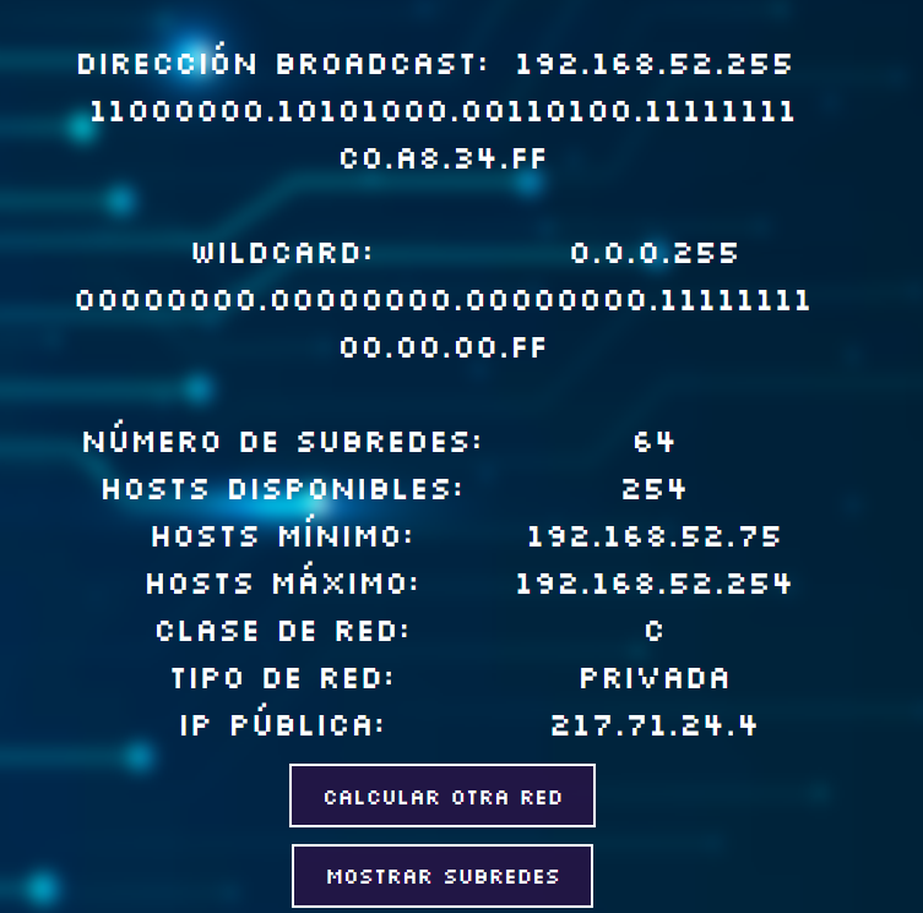 DIRECCIÓN BROADCAST: 192.168.52.255
11000000.10101000.00110100.11111111
C0.A8.34.FF
WILDCARD: 0.0.0.255
00000000.00000000.00000000.11111111
00.00.00.FF
NÚMERO DE SUBREDES: 64
HOSTS DISPONIBLES: 254
HOSTS MÍNIMO: 192.168.52.75
HOSTS MÁXIMO: 192.168.52.254
CLASE DE RED: C
TIPO DE RED: PRIVADA
IP PÚBLICA: 217.71.24.4
CALCULAR OTRA RED
MOSTRAR SUBREDES